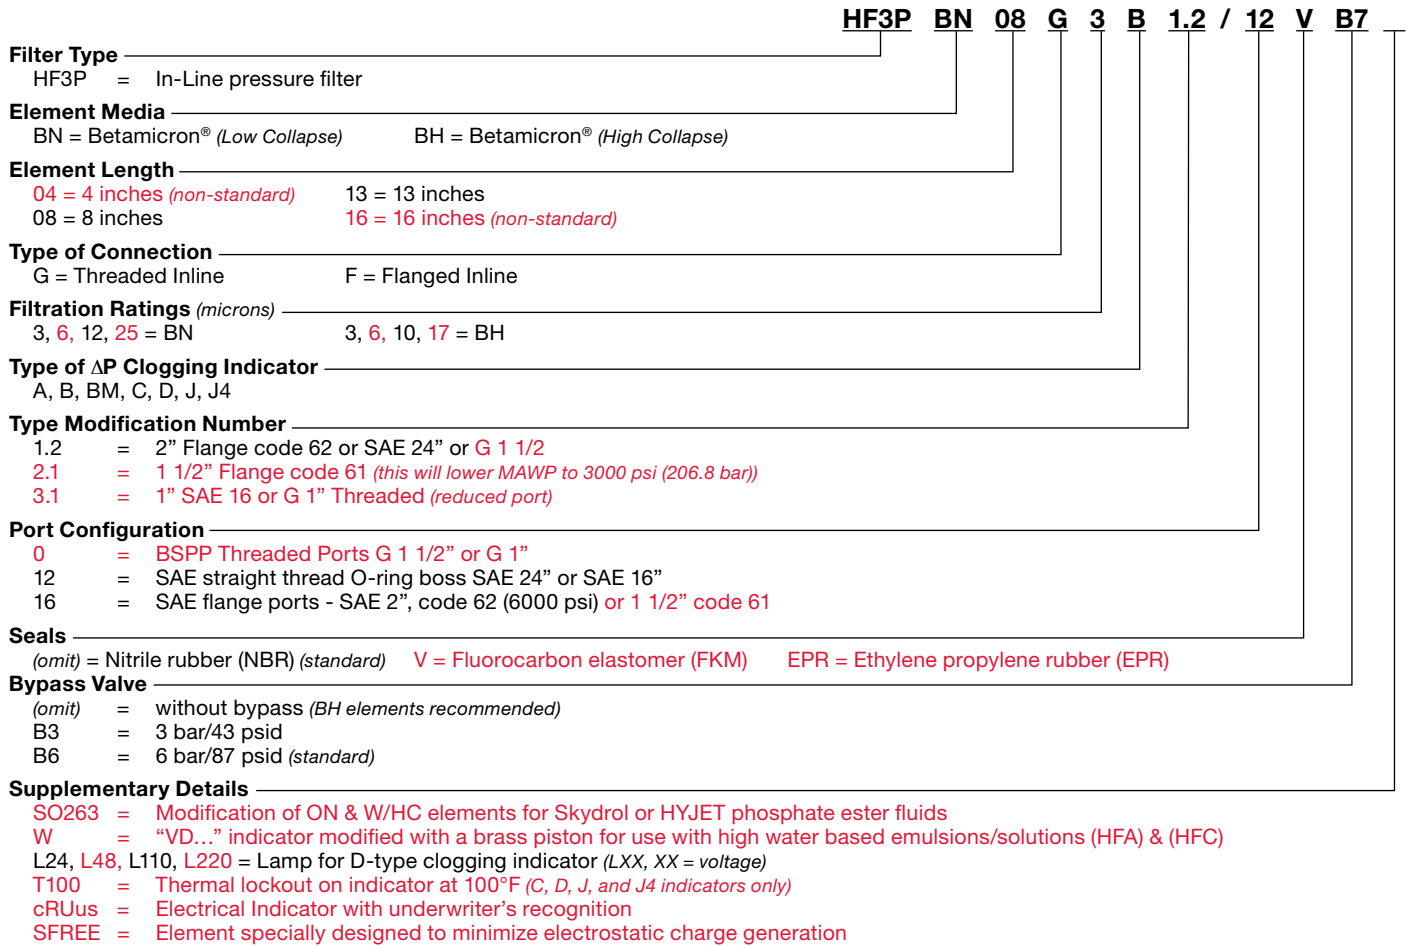 HF3P BN 08 G 3 B 1.2 / 12 V B7
Filter Type
HF3P = In-Line pressure filter
Element Media
BN = Betamicron® (Low Collapse) BH = Betamicron® (High Collapse)
Element Length
04 = 4 inches (non-standard) 13 = 13 inches
08 = 8 inches 16 = 16 inches (non-standard)
Type of Connection
G = Threaded Inline F = Flanged Inline
Filtration Ratings (microns)
3, 6, 12, 25 = BN 3, 6, 10, 17 = BH
Type of ∆P Clogging Indicator
A, B, BM, C, D, J, J4
Type Modification Number
1.2 = 2” Flange code 62 or SAE 24” or G 1 1/2
2.1 = 1 1/2” Flange code 61 (this will lower MAWP to 3000 psi (206.8 bar))
3.1 = 1” SAE 16 or G 1” Threaded (reduced port)
Port Configuration
0 = BSPP Threaded Ports G 1 1/2” or G 1”
12 = SAE straight thread O-ring boss SAE 24” or SAE 16”
16 = SAE flange ports - SAE 2”, code 62 (6000 psi) or 1 1/2” code 61
Seals
(omit) = Nitrile rubber (NBR) (standard) V = Fluorocarbon elastomer (FKM) EPR = Ethylene propylene rubber (EPR)
Bypass Valve
(omit) = without bypass (BH elements recommended)
B3 = 3 bar/43 psid
B6 = 6 bar/87 psid (standard)
Supplementary Details
SO263 = Modification of ON & W/HC elements for Skydrol or HYJET phosphate ester fluids
W = “VD…” indicator modified with a brass piston for use with high water based emulsions/solutions (HFA) & (HFC)
L24, L48, L110, L220 = Lamp for D-type clogging indicator (LXX, XX = voltage)
T100 = Thermal lockout on indicator at 100°F (C, D, J, and J4 indicators only)
cRUus = Electrical Indicator with underwriter’s recognition
SFREE = Element specially designed to minimize electrostatic charge generation